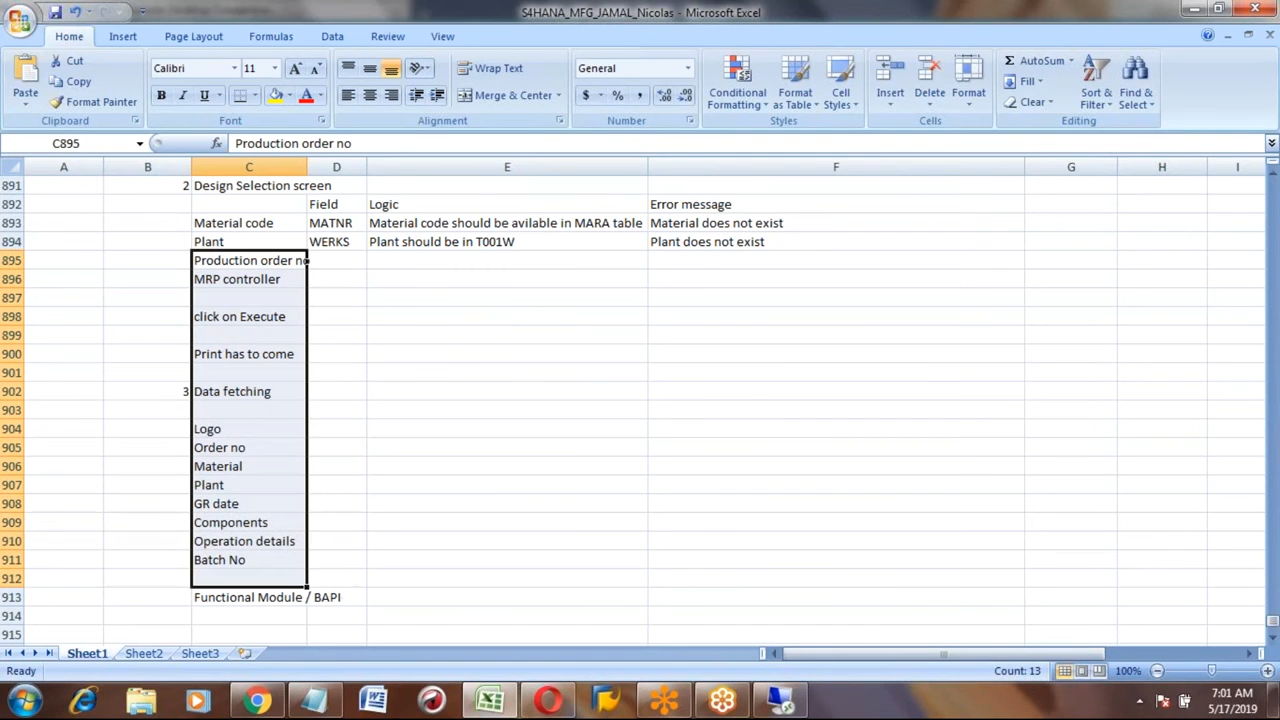 S4HANA_MFG_JAMAL_Nicolas - Microsoft Excel
Home Insert Page Layout Formulas Data Review View
Paste Cut Copy Format Painter Clipboard
Calibri 11 B I U A Font
Wrap Text Merge & Center Alignment
General $ % , Number
Conditional Formatting Format as Table Cell Styles Styles
Insert Delete Format Cells
Σ AutoSum Fill Clear Sort & Filter Find & Select Editing
C895 fx Production order no
A B C D E F G H I
891 2 Design Selection screen
892 Field Logic Error message
893 Material code MATNR Material code should be avilable in MARA table Material does not exist
894 Plant WERKS Plant should be in T001W Plant does not exist
895 Production order no
896 MRP controller
897
898 click on Execute
899
900 Print has to come
901
902 3 Data fetching
903
904 Logo
905 Order no
906 Material
907 Plant
908 GR date
909 Components
910 Operation details
911 Batch No
912
913 Functional Module / BAPI
914
915
Sheet1 Sheet2 Sheet3
Ready Count: 13 100%
7:01 AM
5/17/2019